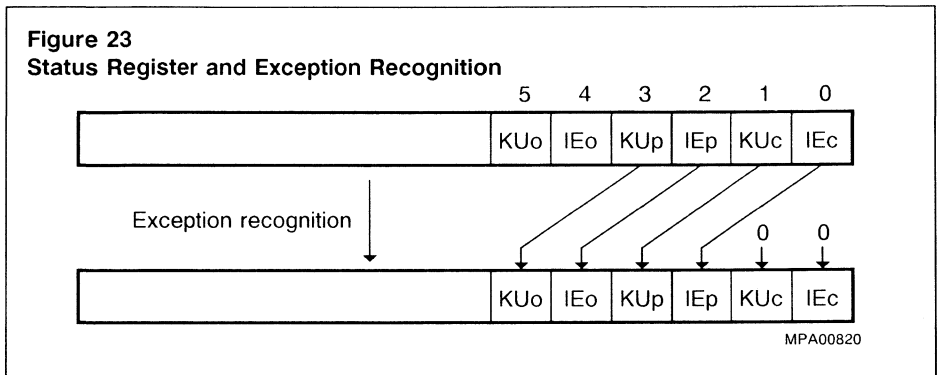 Figure 23
Status Register and Exception Recognition
5 4 3 2 1 0
KUo IEo KUp IEp KUc IEc
Exception recognition
0 0
KUo IEo KUp IEp KUc IEc
MPA00820